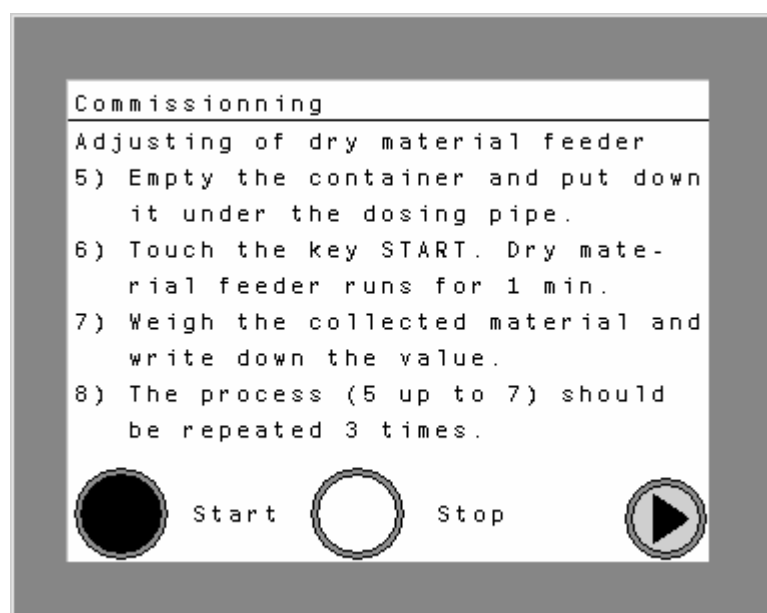 Commissionning
Adjusting of dry material feeder
5) Empty the container and put down
it under the dosing pipe.
6) Touch the key START. Dry mate-
rial feeder runs for 1 min.
7) Weigh the collected material and
write down the value.
8) The process (5 up to 7) should
be repeated 3 times.
Start Stop